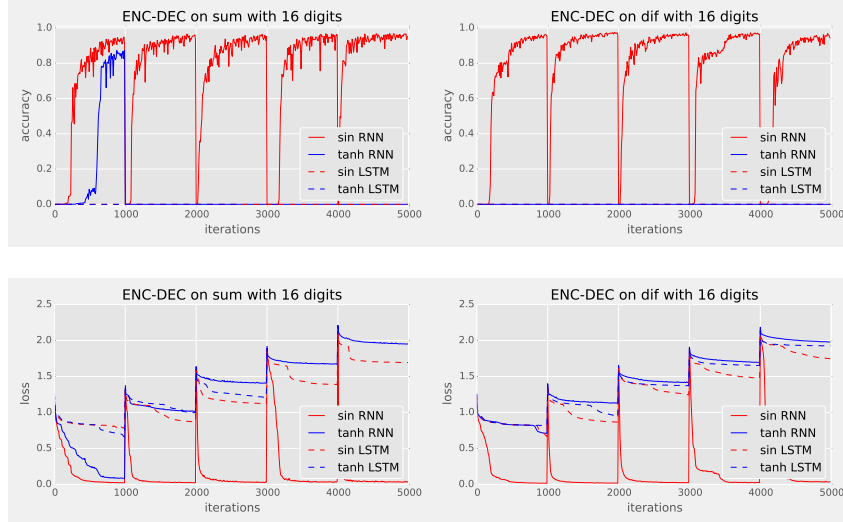 ENC-DEC on sum with 16 digits
1.0
0.8
0.6
0.4
0.2
0.0
accuracy
sin RNN
tanh RNN
sin LSTM
tanh LSTM
0 1000 2000 3000 4000 5000
iterations
ENC-DEC on dif with 16 digits
1.0
0.8
0.6
0.4
0.2
0.0
accuracy
sin RNN
tanh RNN
sin LSTM
tanh LSTM
0 1000 2000 3000 4000 5000
iterations
ENC-DEC on sum with 16 digits
2.5
2.0
1.5
1.0
0.5
0.0
loss
sin RNN
tanh RNN
sin LSTM
tanh LSTM
0 1000 2000 3000 4000 5000
iterations
ENC-DEC on dif with 16 digits
2.5
2.0
1.5
1.0
0.5
0.0
loss
sin RNN
tanh RNN
sin LSTM
tanh LSTM
0 1000 2000 3000 4000 5000
iterations